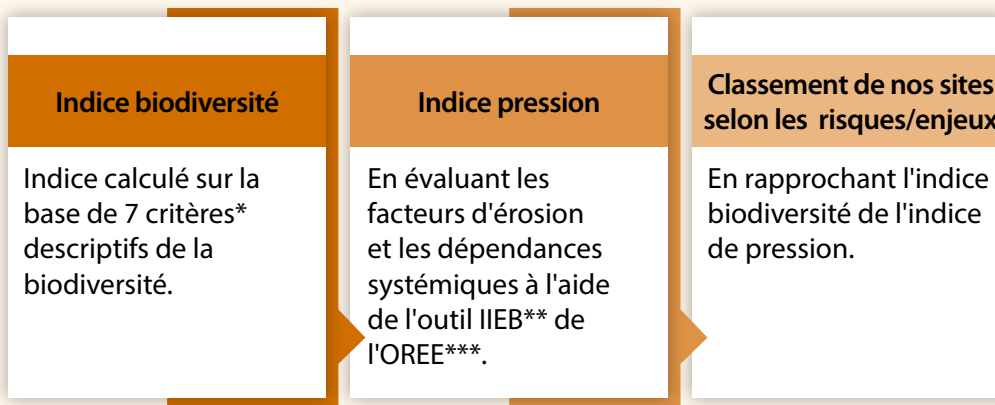 Indice biodiversité
Indice calculé sur la
base de 7 critères*
descriptifs de la
biodiversité.
Indice pression
En évaluant les
facteurs d'érosion
et les dépendances
systémiques à l'aide
de l'outil IIEB** de
l'OREE***.
Classement de nos sites
selon les risques/enjeux
En rapprochant l'indice
biodiversité de l'indice
de pression.